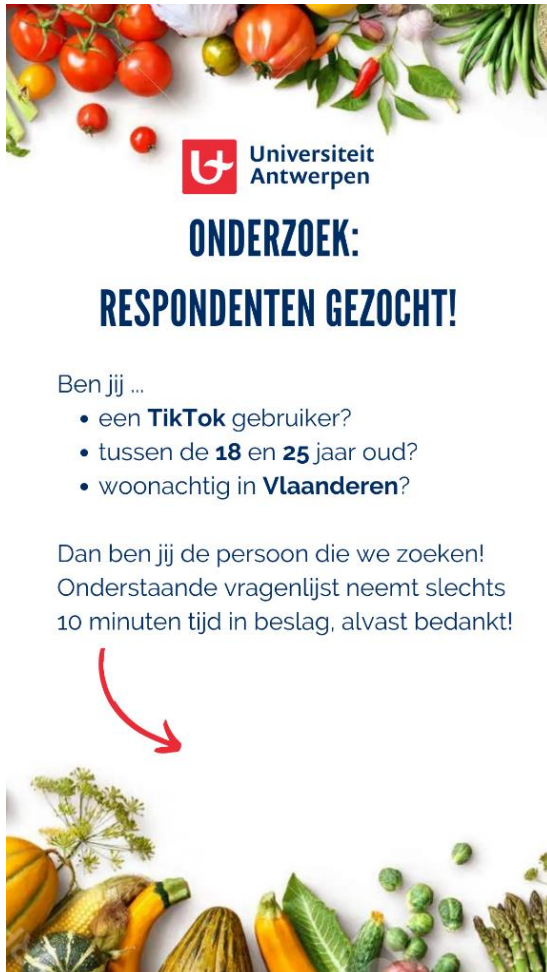 Universiteit
Antwerpen
ONDERZOEK:
RESPONDENTEN GEZOCHT!
Ben jij ...
• een TikTok gebruiker?
• tussen de 18 en 25 jaar oud?
• woonachtig in Vlaanderen?
Dan ben jij de persoon die we zoeken!
Onderstaande vragenlijst neemt slechts
10 minuten tijd in beslag, alvast bedankt!